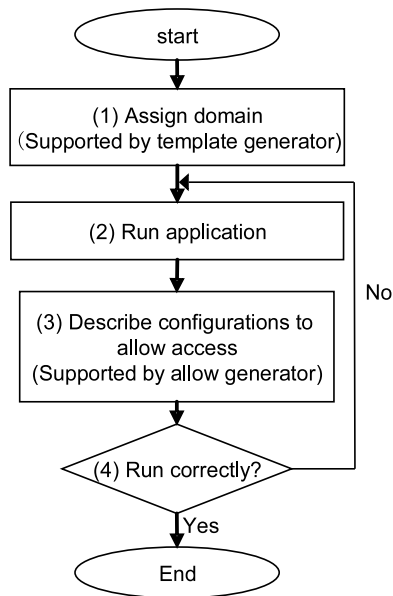 start
(1) Assign domain
（Supported by template generator)
(2) Run application
No
(3) Describe configurations to
allow access
(Supported by allow generator)
(4) Run correctly?
Yes
End